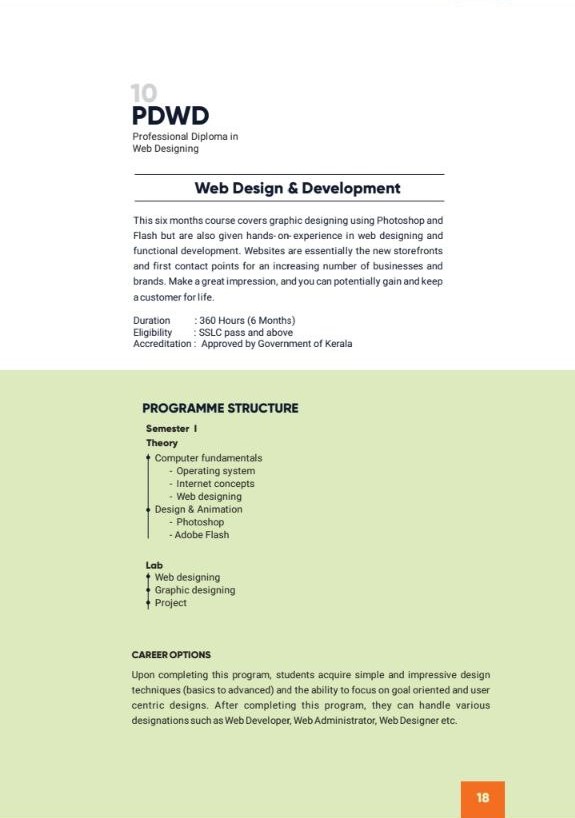 10
PDWD
Professional Diploma in
Web Designing
Web Design & Development
This six months course covers graphic designing using Photoshop and
Flash but are also given hands-on-experience in web designing and
functional development. Websites are essentially the new storefronts
and first contact points for an increasing number of businesses and
brands. Make a great impression, and you can potentially gain and keep
a customer for life.
Duration : 360 Hours (6 Months)
Eligibility : SSLC pass and above
Accreditation : Approved by Government of Kerala
PROGRAMME STRUCTURE
Semester I
Theory
Computer fundamentals
- Operating system
- Internet concepts
- Web designing
Design & Animation
- Photoshop
- Adobe Flash
Lab
Web designing
Graphic designing
Project
CAREER OPTIONS
Upon completing this program, students acquire simple and impressive design
techniques (basics to advanced) and the ability to focus on goal oriented and user
centric designs. After completing this program, they can handle various
designations such as Web Developer, Web Administrator, Web Designer etc.
18